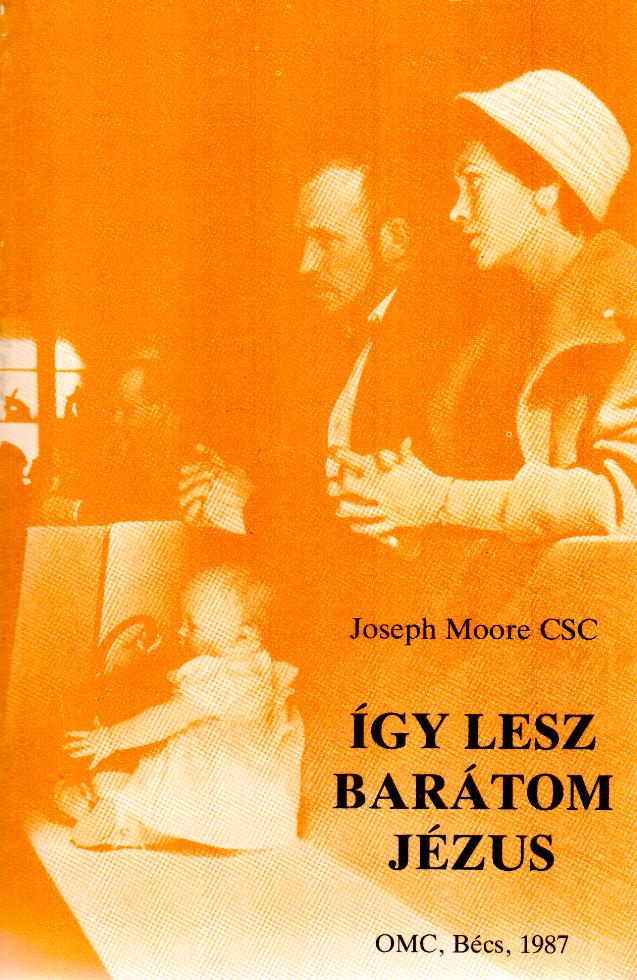 Joseph Moore CSC
ÍGY LESZ
BARÁTOM
JÉZUS
OMC, Bécs, 1987